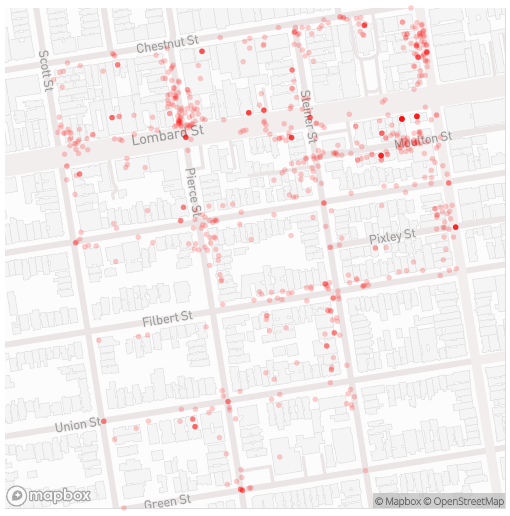 Chestnut St
Scott St
Lombard St
Steiner St
Moulton St
Pierce St
Pixley St
Filbert St
Union St
Green St
mapbox
© Mapbox © OpenStreetMap